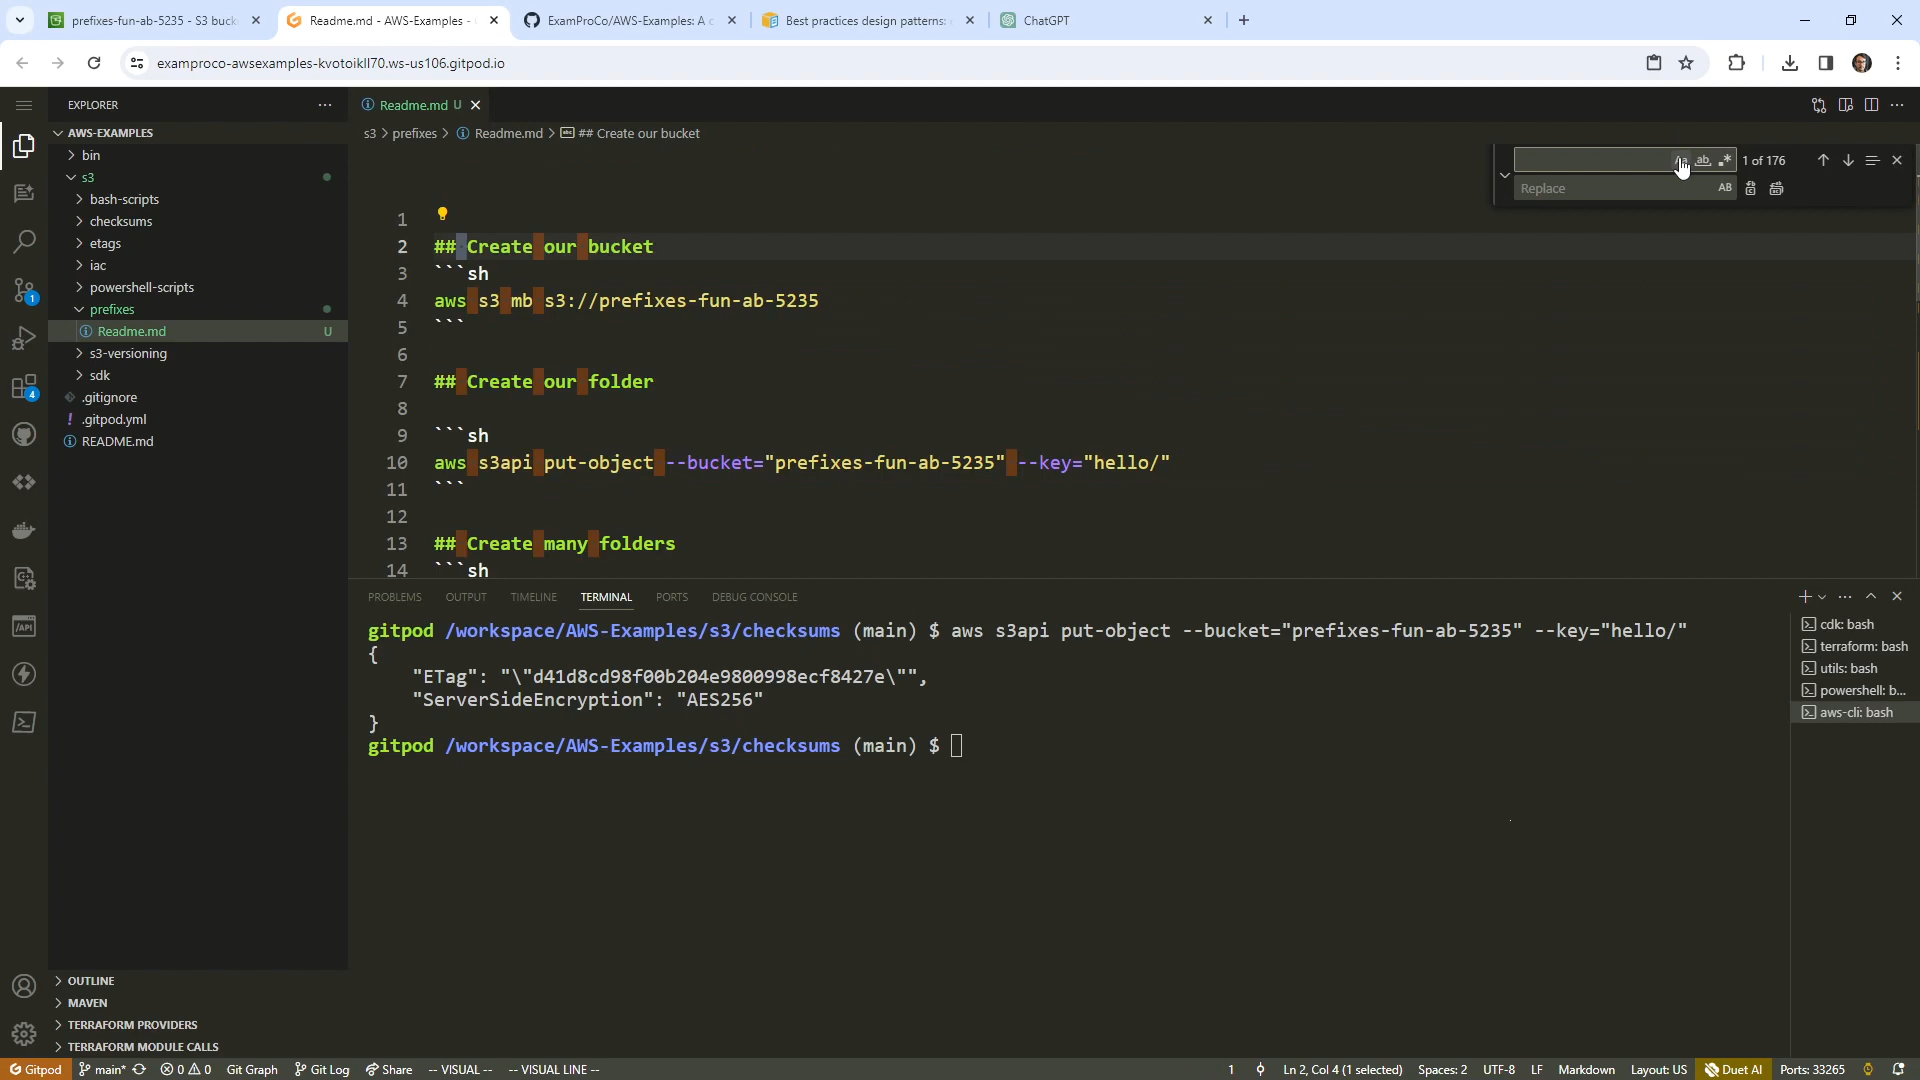 prefixes-fun-ab-5235 - S3 buck
Readme.md - AWS-Examples -
ExamProCo/AWS-Examples: A c
Best practices design patterns:
ChatGPT
examproco-awsexamples-kvotoikll70.ws-us106.gitpod.io
EXPLORER
AWS-EXAMPLES
bin
s3
bash-scripts
checksums
etags
iac
powershell-scripts
prefixes
Readme.md U
s3-versioning
sdk
.gitignore
.gitpod.yml
README.md
OUTLINE
MAVEN
TERRAFORM PROVIDERS
TERRAFORM MODULE CALLS
Readme.md U
s3 > prefixes > Readme.md > ## Create our bucket
1 of 176
Replace
1
2 ## Create our bucket
3 ```sh
4 aws s3 mb s3://prefixes-fun-ab-5235
5 ```
6
7 ## Create our folder
8
9 ```sh
10 aws s3api put-object --bucket="prefixes-fun-ab-5235" --key="hello/"
11 ```
12
13 ## Create many folders
14 ```sh
PROBLEMS OUTPUT TIMELINE TERMINAL PORTS DEBUG CONSOLE
gitpod /workspace/AWS-Examples/s3/checksums (main) $ aws s3api put-object --bucket="prefixes-fun-ab-5235" --key="hello/"
{
"ETag": "\"d41d8cd98f00b204e9800998ecf8427e\"",
"ServerSideEncryption": "AES256"
}
gitpod /workspace/AWS-Examples/s3/checksums (main) $
cdk: bash
terraform: bash
utils: bash
powershell: b...
aws-cli: bash
Gitpod main* 0 0 Git Graph Git Log Share -- VISUAL -- -- VISUAL LINE -- 1 Ln 2, Col 4 (1 selected) Spaces: 2 UTF-8 LF Markdown Layout: US Duet AI Ports: 33265